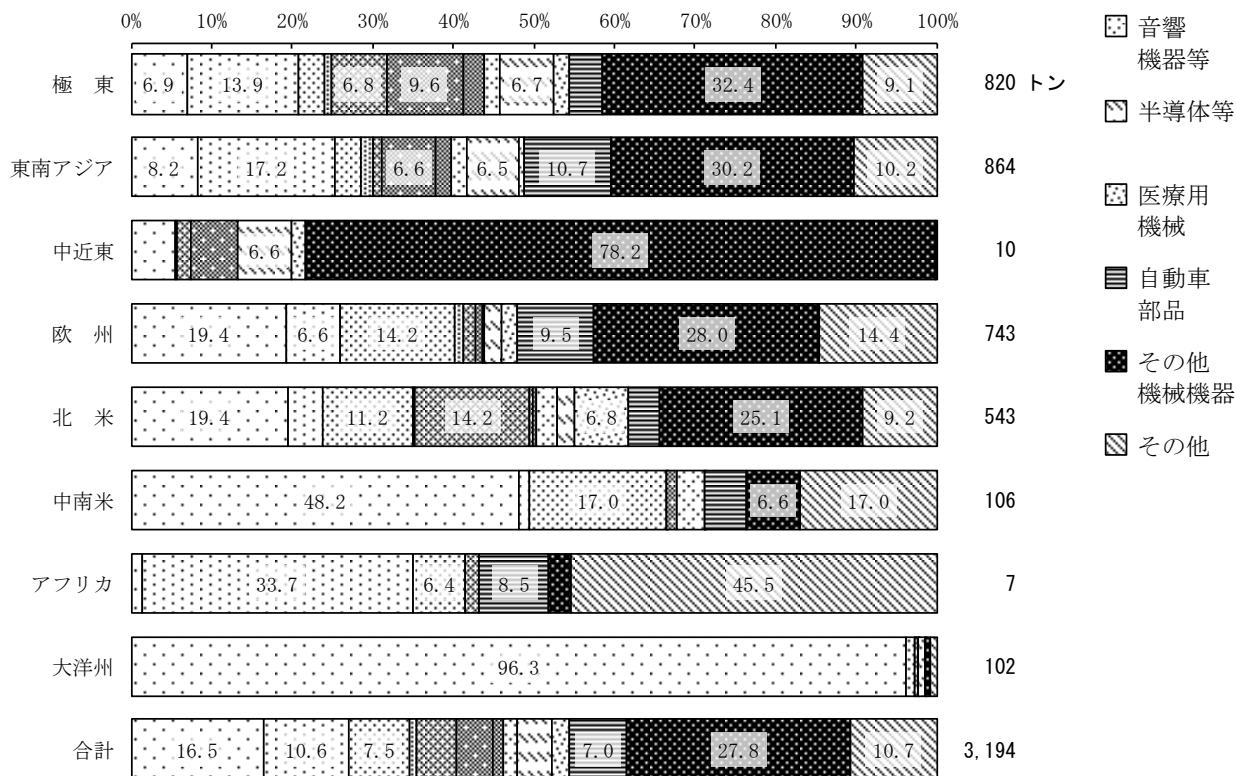 0% 10% 20% 30% 40% 50% 60% 70% 80% 90% 100%
極　東 6.9 13.9 6.8 9.6 6.7 32.4 9.1 820 トン
東南アジア 8.2 17.2 6.6 6.5 10.7 30.2 10.2 864
中近東 6.6 78.2 10
欧　州 19.4 6.6 14.2 9.5 28.0 14.4 743
北　米 19.4 11.2 14.2 6.8 25.1 9.2 543
中南米 48.2 17.0 6.6 17.0 106
アフリカ 33.7 6.4 8.5 45.5 7
大洋州 96.3 102
合計 16.5 10.6 7.5 7.0 27.8 10.7 3,194
音響
機器等
半導体等
医療用
機械
自動車
部品
その他
機械機器
その他